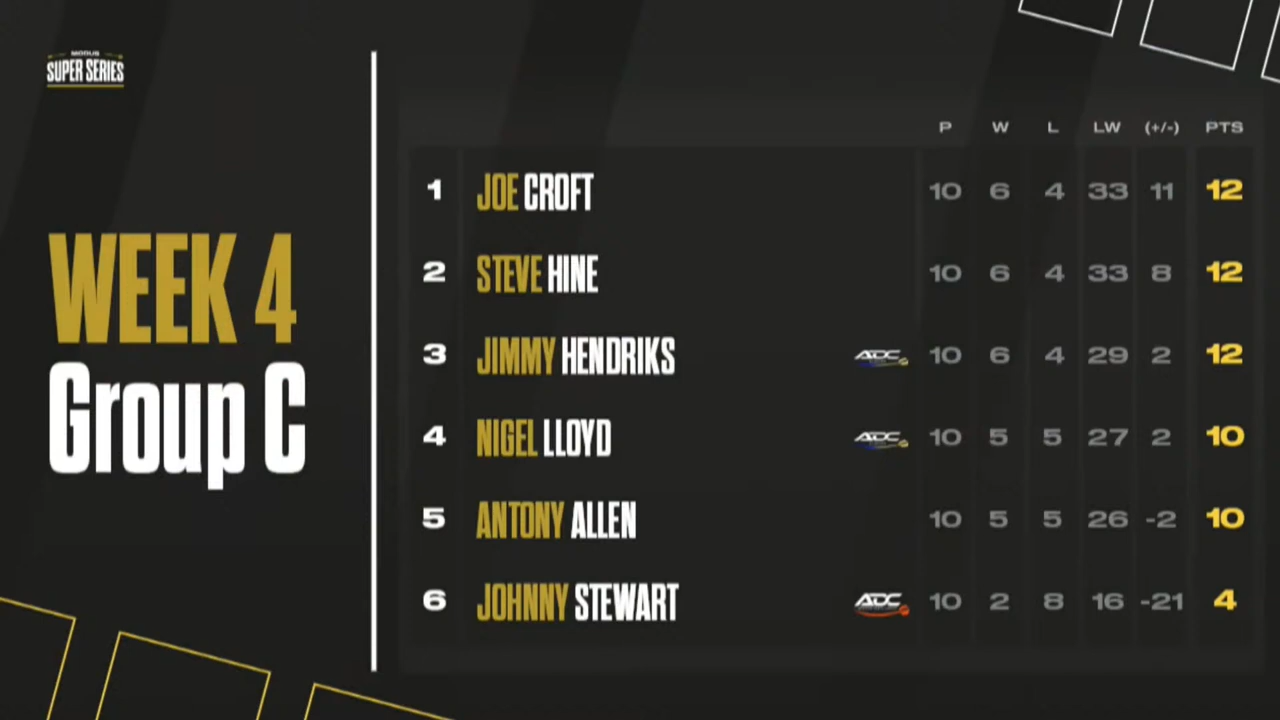 MODUS
SUPER SERIES
WEEK 4
Group C
P W L LW (+/-) PTS
1 JOE CROFT 10 6 4 33 11 12
2 STEVE HINE 10 6 4 33 8 12
3 JIMMY HENDRIKS ADC 10 6 4 29 2 12
4 NIGEL LLOYD ADC 10 5 5 27 2 10
5 ANTONY ALLEN 10 5 5 26 -2 10
6 JOHNNY STEWART ADC 10 2 8 16 -21 4